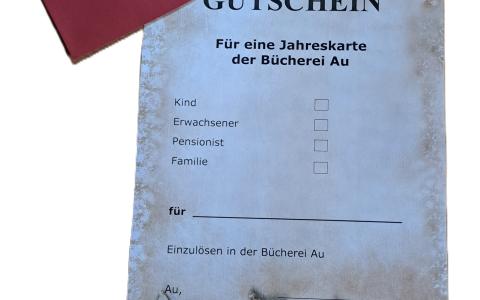 GUTSCHEIN
Für eine Jahreskarte
der Bücherei Au
Kind
Erwachsener
Pensionist
Familie
für
Einzulösen in der Bücherei Au
Au,